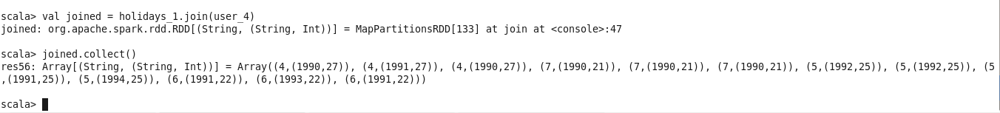 scala> val joined = holidays_1.join(user_4)
joined: org.apache.spark.rdd.RDD[(String, (String, Int))] = MapPartitionsRDD[133] at join at <console>:47
scala> joined.collect()
res56: Array[(String, (String, Int))] = Array((4,(1990,27)), (4,(1991,27)), (4,(1990,27)), (7,(1990,21)), (7,(1990,21)), (7,(1990,21)), (5,(1992,25)), (5,(1992,25)), (5
,(1991,25)), (5,(1994,25)), (6,(1991,22)), (6,(1993,22)), (6,(1991,22)))
scala>